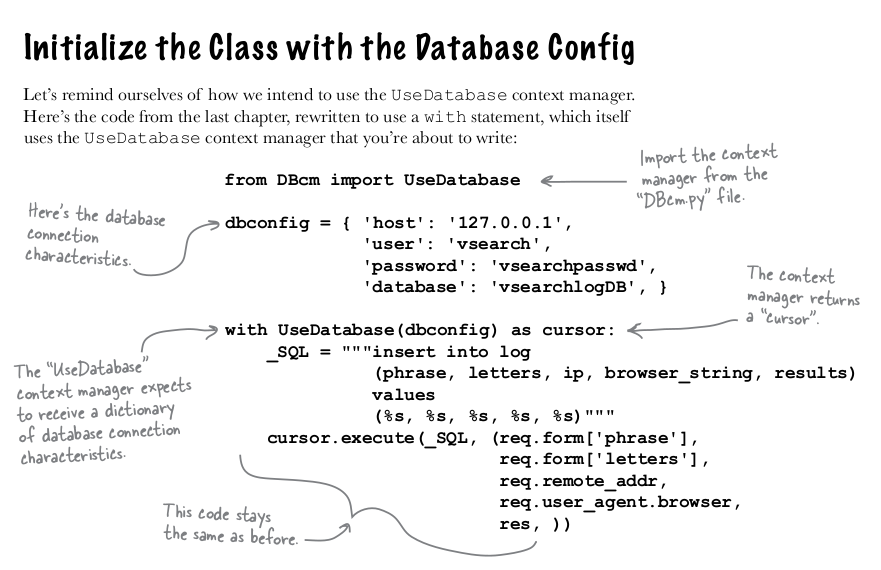 Initialize the Class with the Database Config
Let's remind ourselves of how we intend to use the UseDatabase context manager.
Here's the code from the last chapter, rewritten to use a with statement, which itself
uses the UseDatabase context manager that you're about to write:
from DBcm import UseDatabase
Import the context
manager from the
"DBcm.py" file.
Here's the database
connection
characteristics.
dbconfig = { 'host': '127.0.0.1',
'user': 'vsearch',
'password': 'vsearchpasswd',
'database': 'vsearchlogDB', }
The context
manager returns
a "cursor".
with UseDatabase(dbconfig) as cursor:
_SQL = """insert into log
(phrase, letters, ip, browser_string, results)
values
(%s, %s, %s, %s, %s)"""
cursor.execute(_SQL, (req.form['phrase'],
req.form['letters'],
req.remote_addr,
req.user_agent.browser,
res, ))
The "UseDatabase"
context manager expects
to receive a dictionary
of database connection
characteristics.
This code stays
the same as before.